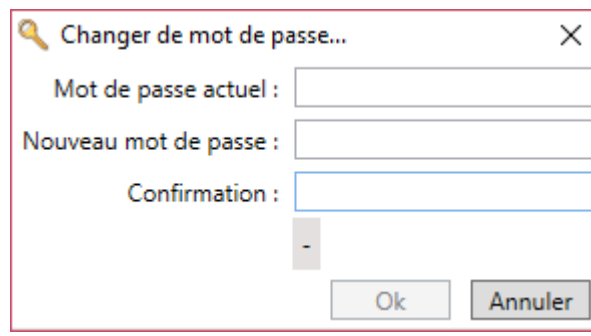 Changer de mot de passe...
Mot de passe actuel :
Nouveau mot de passe :
Confirmation :
-
Ok Annuler